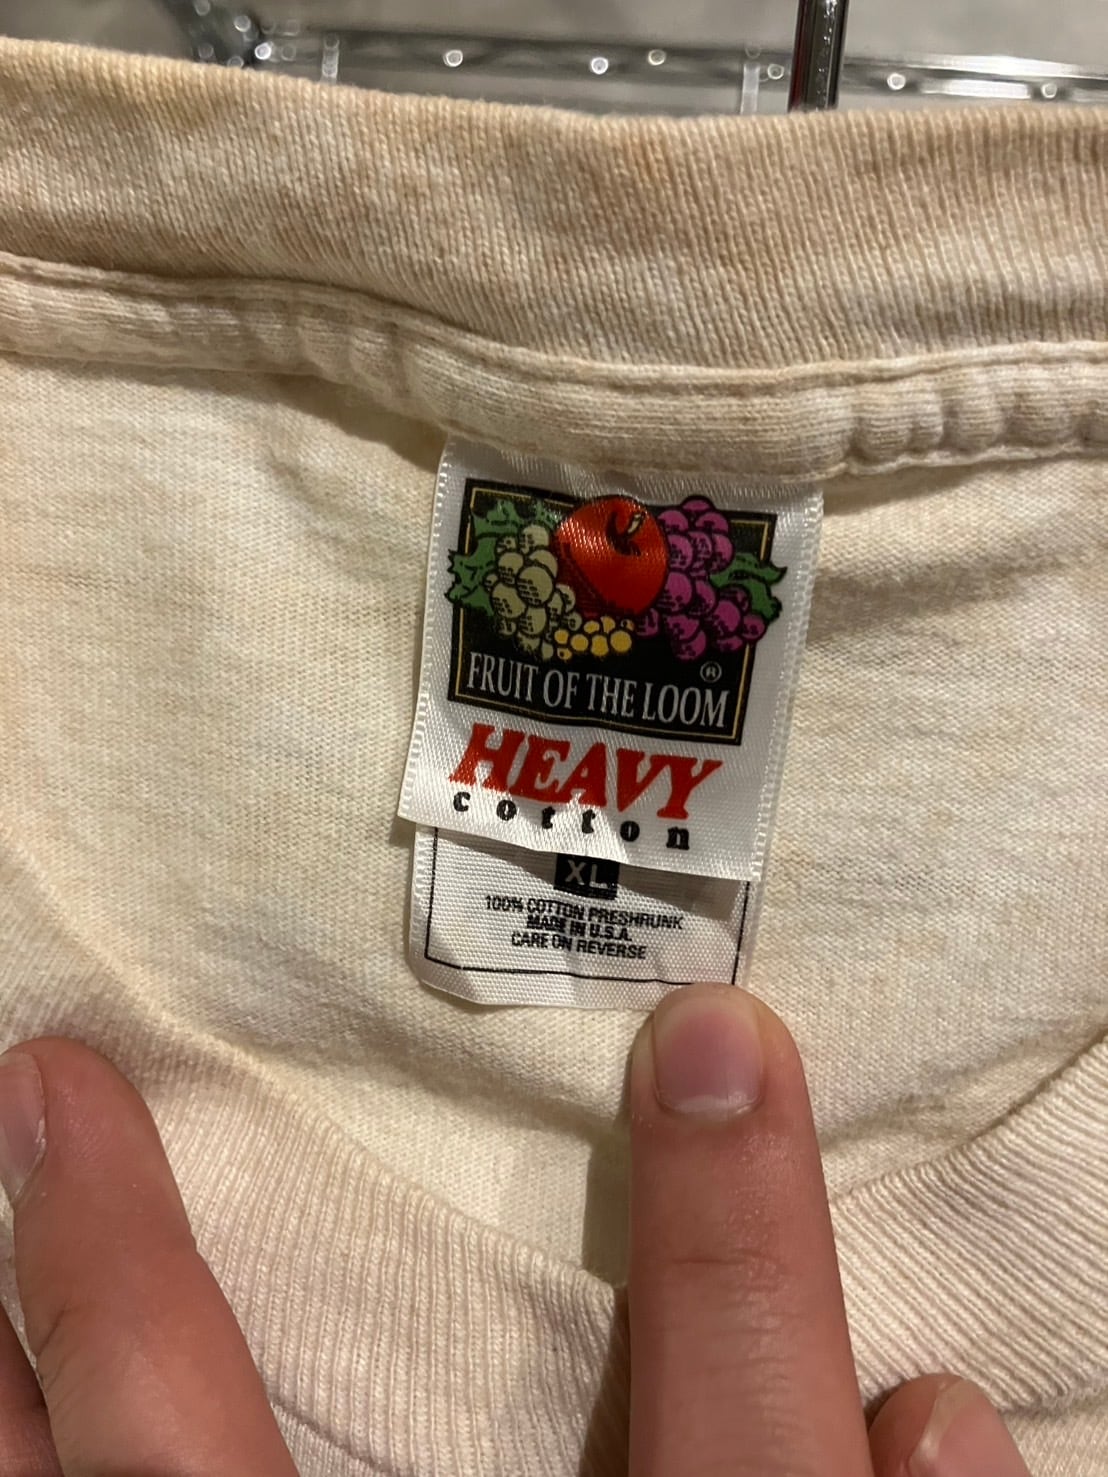 FRUIT OF THE LOOM ®
HEAVY
cotton
XL
100% COTTON PRESHRUNK
MADE IN U.S.A.
CARE ON REVERSE